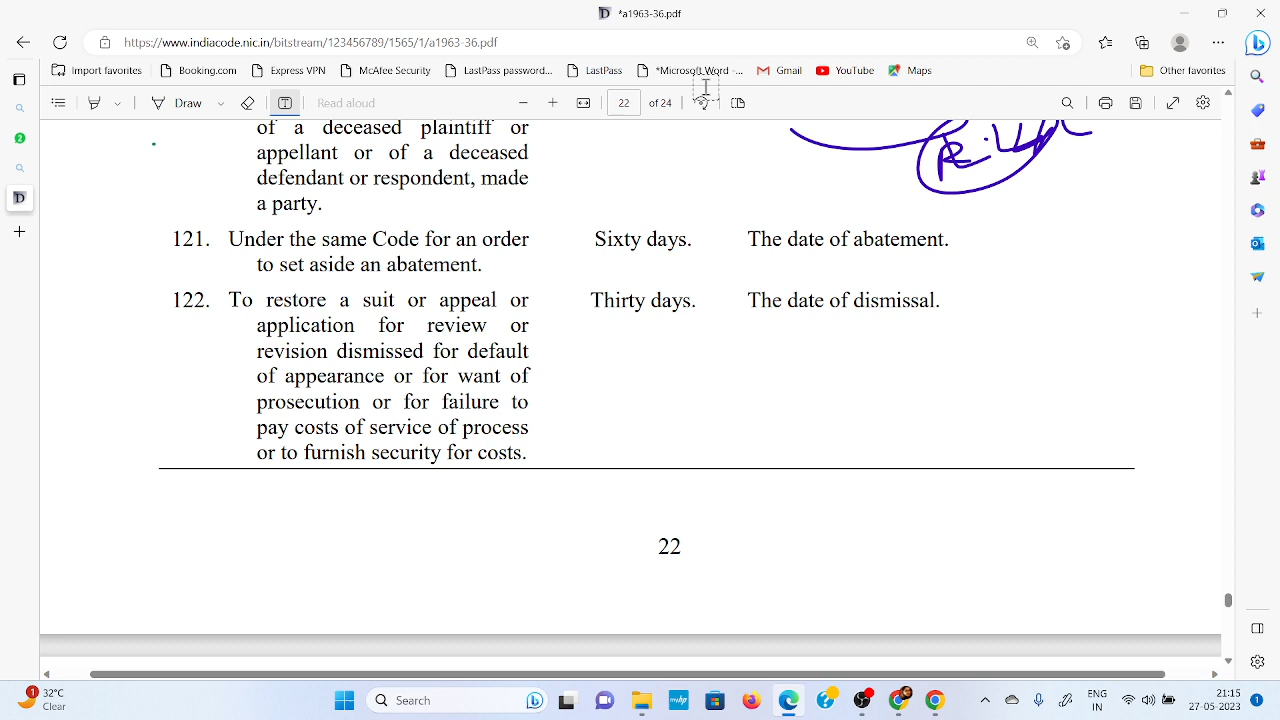 *a1963-36.pdf
https://www.indiacode.nic.in/bitstream/123456789/1565/1/a1963-36.pdf
Import favorites Booking.com Express VPN McAfee Security LastPass password... LastPass *Microsoft Word -... Gmail YouTube Maps Other favorites
Draw Read aloud 22 of 24
of a deceased plaintiff or
appellant or of a deceased
defendant or respondent, made
a party.
121. Under the same Code for an order Sixty days. The date of abatement.
to set aside an abatement.
122. To restore a suit or appeal or Thirty days. The date of dismissal.
application for review or
revision dismissed for default
of appearance or for want of
prosecution or for failure to
pay costs of service of process
or to furnish security for costs.
22
32°C
Clear
Search
ENG
IN
21:15
27-05-2023